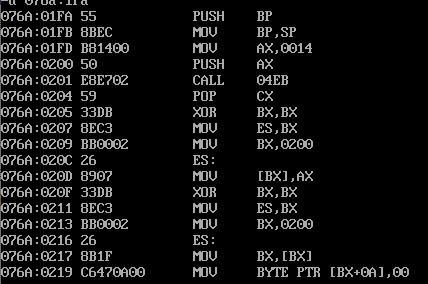 -u 076a:1fa
076A:01FA 55 PUSH BP
076A:01FB 8BEC MOV BP,SP
076A:01FD B81400 MOV AX,0014
076A:0200 50 PUSH AX
076A:0201 E8E702 CALL 04EB
076A:0204 59 POP CX
076A:0205 33DB XOR BX,BX
076A:0207 8EC3 MOV ES,BX
076A:0209 BB0002 MOV BX,0200
076A:020C 26 ES:
076A:020D 8907 MOV [BX],AX
076A:020F 33DB XOR BX,BX
076A:0211 8EC3 MOV ES,BX
076A:0213 BB0002 MOV BX,0200
076A:0216 26 ES:
076A:0217 8B1F MOV BX,[BX]
076A:0219 C6470A00 MOV BYTE PTR [BX+0A],00